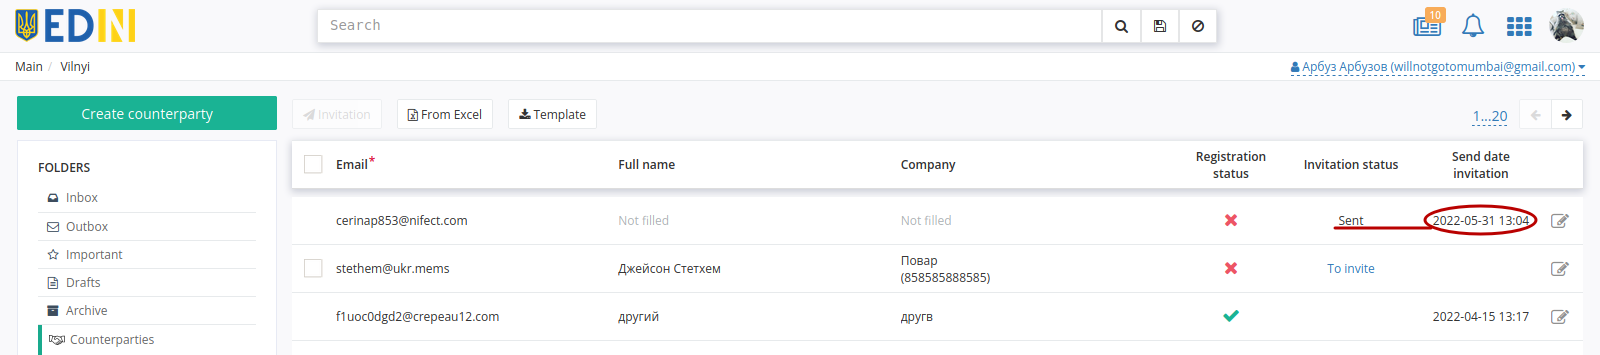 EDIN
Search
10
Main / Vilnyi
Арбуз Арбузов (willnotgotomumbai@gmail.com)
Create counterparty
Invitation
From Excel
Template
1...20
FOLDERS
Inbox
Outbox
Important
Drafts
Archive
Counterparties
Email*
Full name
Company
Registration
status
Invitation status
Send date
invitation
cerinap853@nifect.com
Not filled
Not filled
Sent
2022-05-31 13:04
stethem@ukr.mems
Джейсон Стетхем
Повар
(858585888585)
To invite
f1uoc0dgd2@crepeau12.com
другий
другв
2022-04-15 13:17